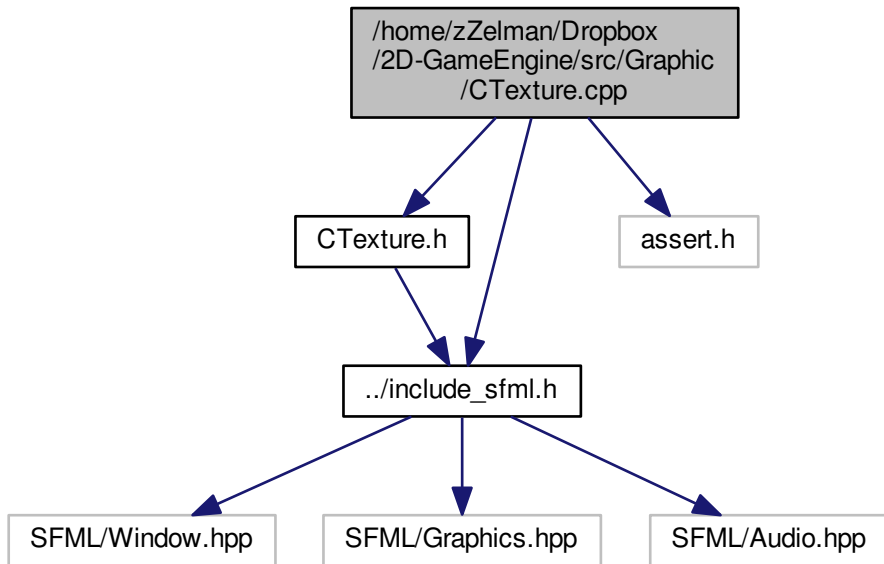 /home/zZelman/Dropbox
/2D-GameEngine/src/Graphic
/CTexture.cpp
CTexture.h
assert.h
../include_sfml.h
SFML/Window.hpp
SFML/Graphics.hpp
SFML/Audio.hpp